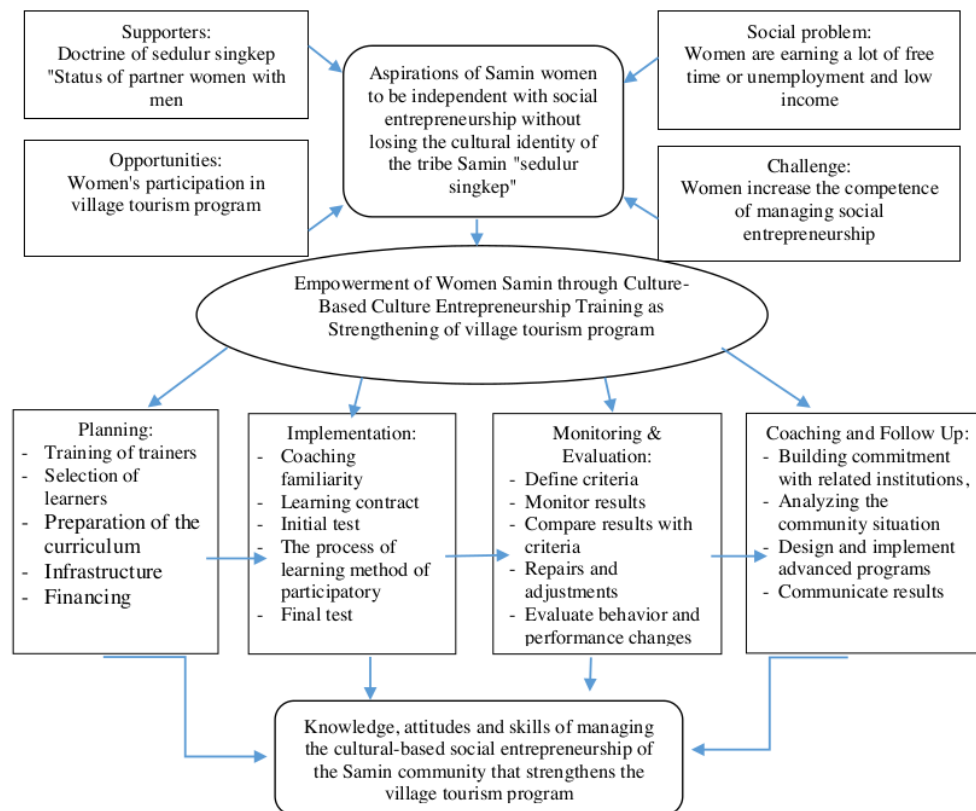 Supporters:
Doctrine of sedulur singkep
"Status of partner women with
men
Social problem:
Women are earning a lot of free
time or unemployment and low
income
Aspirations of Samin women
to be independent with social
entrepreneurship without
losing the cultural identity of
the tribe Samin "sedulur
singkep"
Opportunities:
Women's participation in
village tourism program
Challenge:
Women increase the competence
of managing social
entrepreneurship
Empowerment of Women Samin through Culture-
Based Culture Entrepreneurship Training as
Strengthening of village tourism program
Planning:
- Training of trainers
- Selection of
learners
- Preparation of the
curriculum
- Infrastructure
- Financing
Implementation:
- Coaching
familiarity
- Learning contract
- Initial test
- The process of
learning method of
participatory
- Final test
Monitoring &
Evaluation:
- Define criteria
- Monitor results
- Compare results with
criteria
- Repairs and
adjustments
- Evaluate behavior and
performance changes
Coaching and Follow Up:
- Building commitment
with related institutions,
- Analyzing the
community situation
- Design and implement
advanced programs
- Communicate results
Knowledge, attitudes and skills of managing
the cultural-based social entrepreneurship of
the Samin community that strengthens the
village tourism program